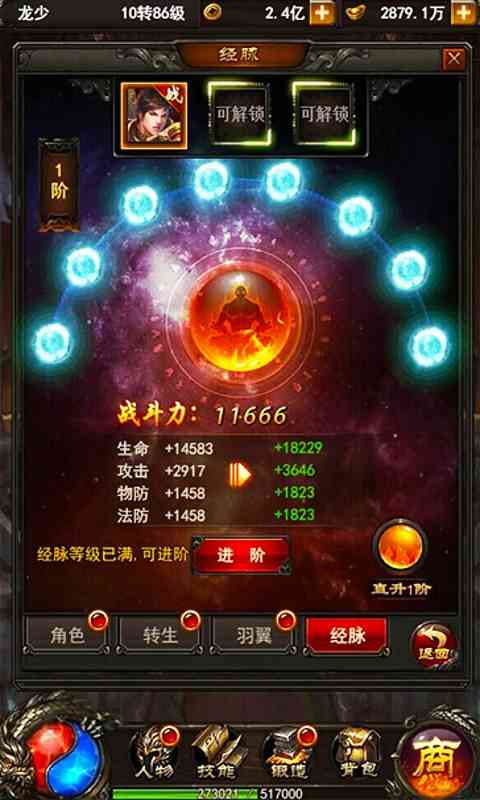 龙少 10转86级 2.4亿 2879.1万
经脉
战
可解锁 可解锁
1阶
战斗力: 11666
生命 +14583 +18229
攻击 +2917 +3646
物防 +1458 +1823
法防 +1458 +1823
经脉等级已满,可进阶 进阶
直升1阶
角色 转生 羽翼 经脉 返回
人物 技能 锻造 背包 商
273021 / 517000